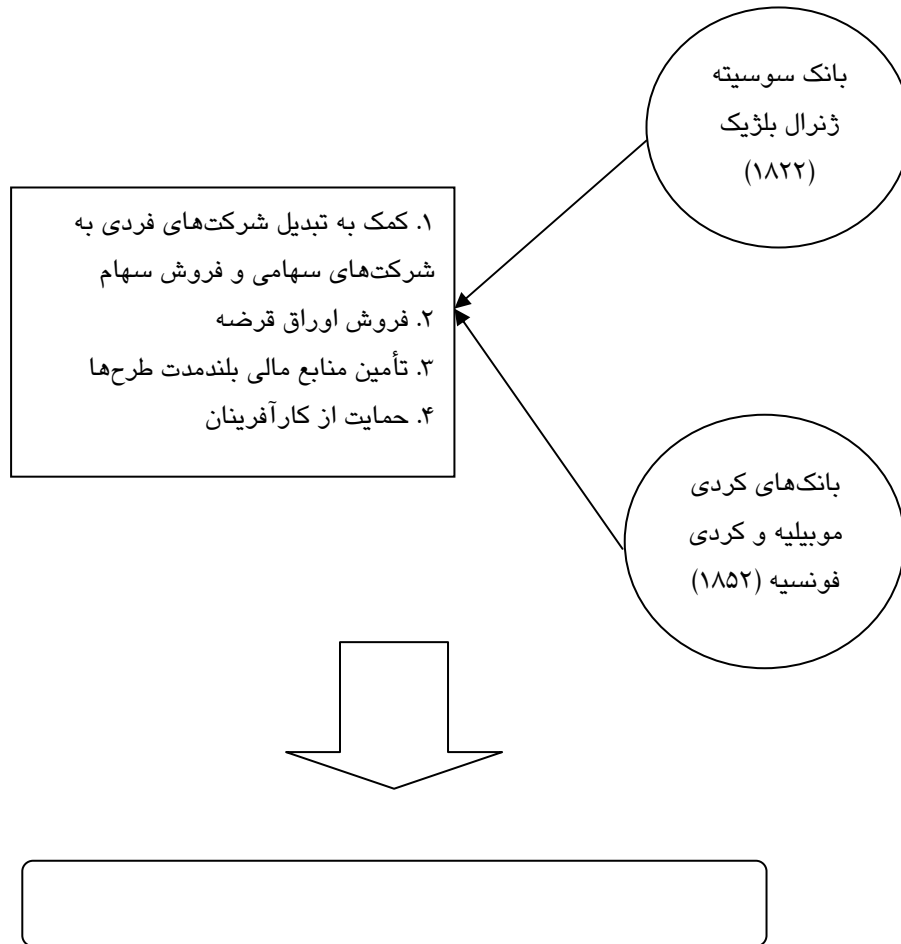 بانک سوسیته
ژنرال بلژیک
(۱۸۲۲)
۱. کمک به تبدیل شرکت‌های فردی به
شرکت‌های سهامی و فروش سهام
۲. فروش اوراق قرضه
۳. تأمین منابع مالی بلندمدت طرح‌ها
۴. حمایت از کارآفرینان
بانک‌های کردی
موبیلیه و کردی
فونسیه (۱۸۵۲)